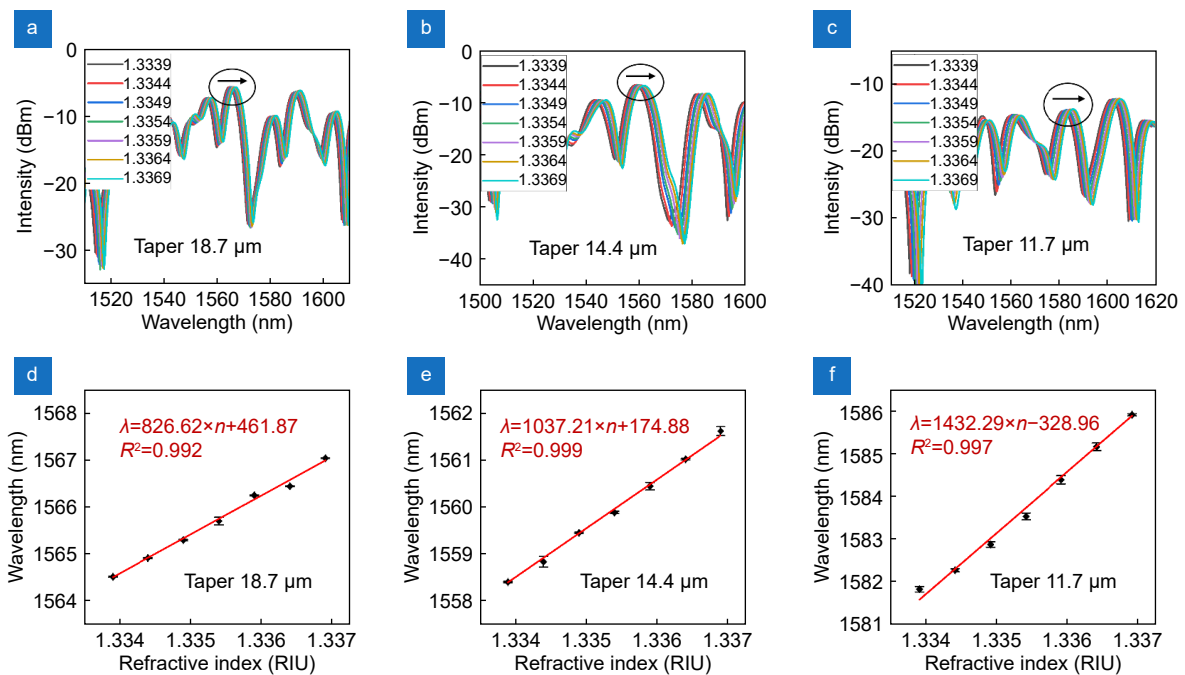 a
0
−10
−20
−30
Intensity (dBm)
1.3339
1.3344
1.3349
1.3354
1.3359
1.3364
1.3369
Taper 18.7 μm
1520 1540 1560 1580 1600
Wavelength (nm)
b
0
−10
−20
−30
−40
Intensity (dBm)
1.3339
1.3344
1.3349
1.3354
1.3359
1.3364
1.3369
Taper 14.4 μm
1500 1520 1540 1560 1580 1600
Wavelength (nm)
c
−10
−20
−30
−40
Intensity (dBm)
1.3339
1.3344
1.3349
1.3354
1.3359
1.3364
1.3369
Taper 11.7 μm
1520 1540 1560 1580 1600 1620
Wavelength (nm)
d
1568
1567
1566
1565
1564
Wavelength (nm)
λ=826.62×n+461.87
R²=0.992
Taper 18.7 μm
1.334 1.335 1.336 1.337
Refractive index (RIU)
e
1562
1561
1560
1559
1558
Wavelength (nm)
λ=1037.21×n+174.88
R²=0.999
Taper 14.4 μm
1.334 1.335 1.336 1.337
Refractive index (RIU)
f
1586
1585
1584
1583
1582
1581
Wavelength (nm)
λ=1432.29×n−328.96
R²=0.997
Taper 11.7 μm
1.334 1.335 1.336 1.337
Refractive index (RIU)